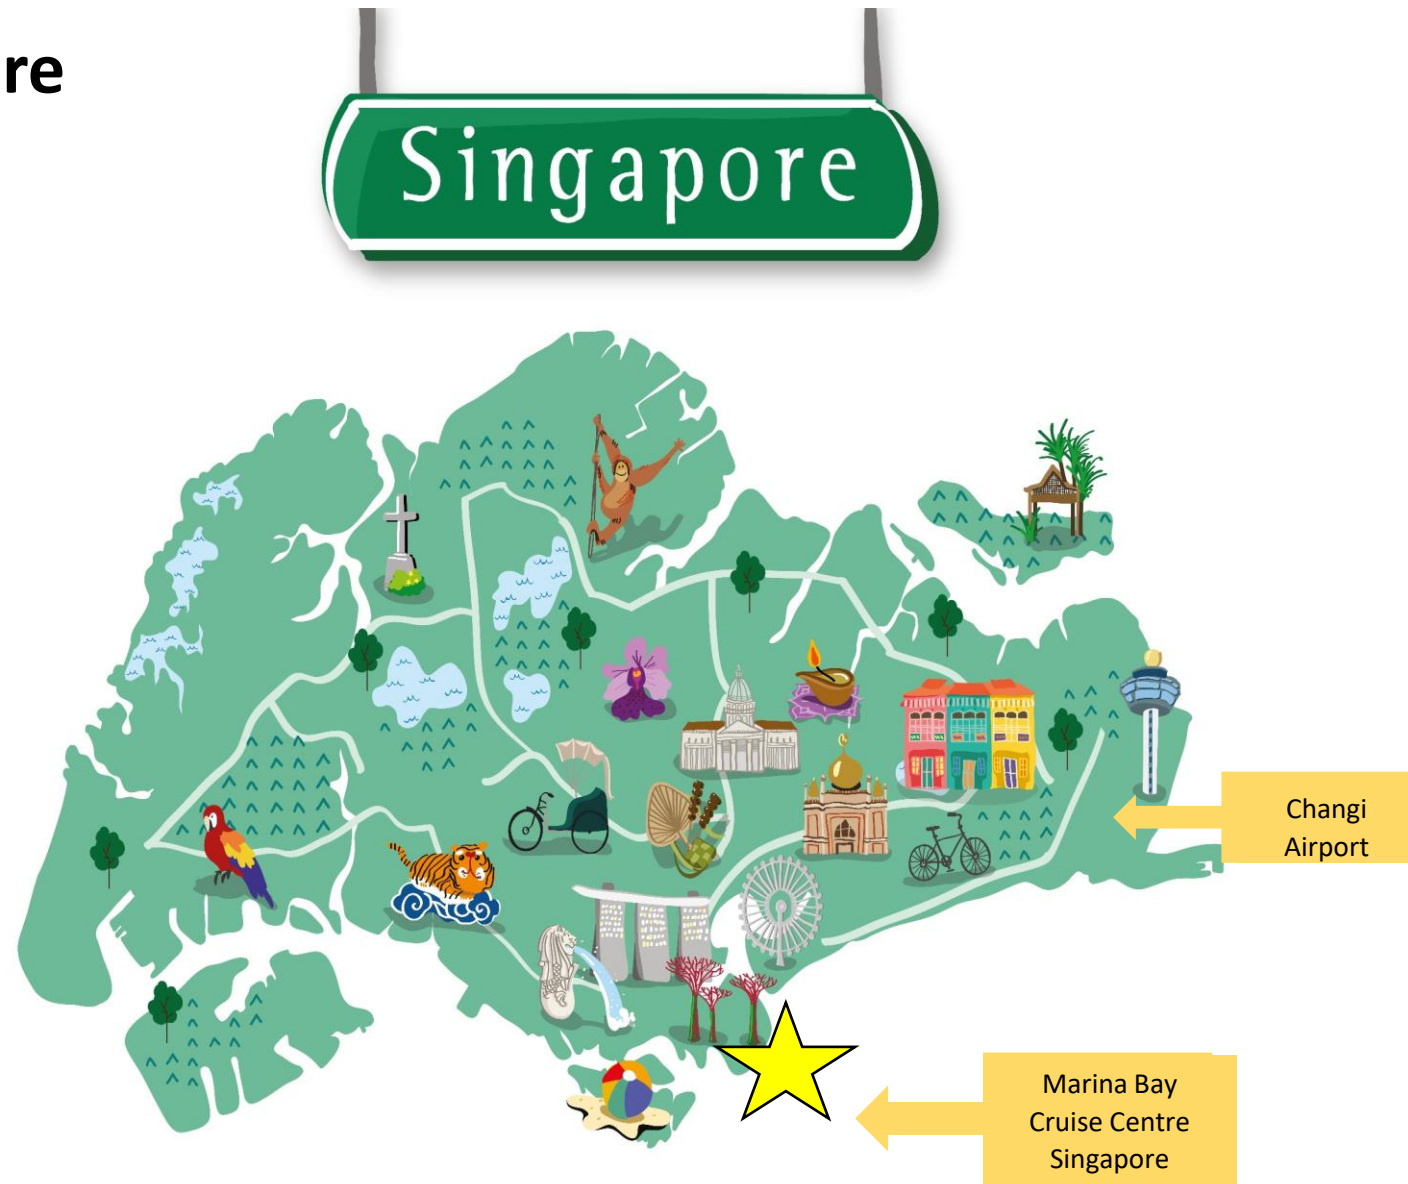 re
Singapore
Changi
Airport
Marina Bay
Cruise Centre
Singapore